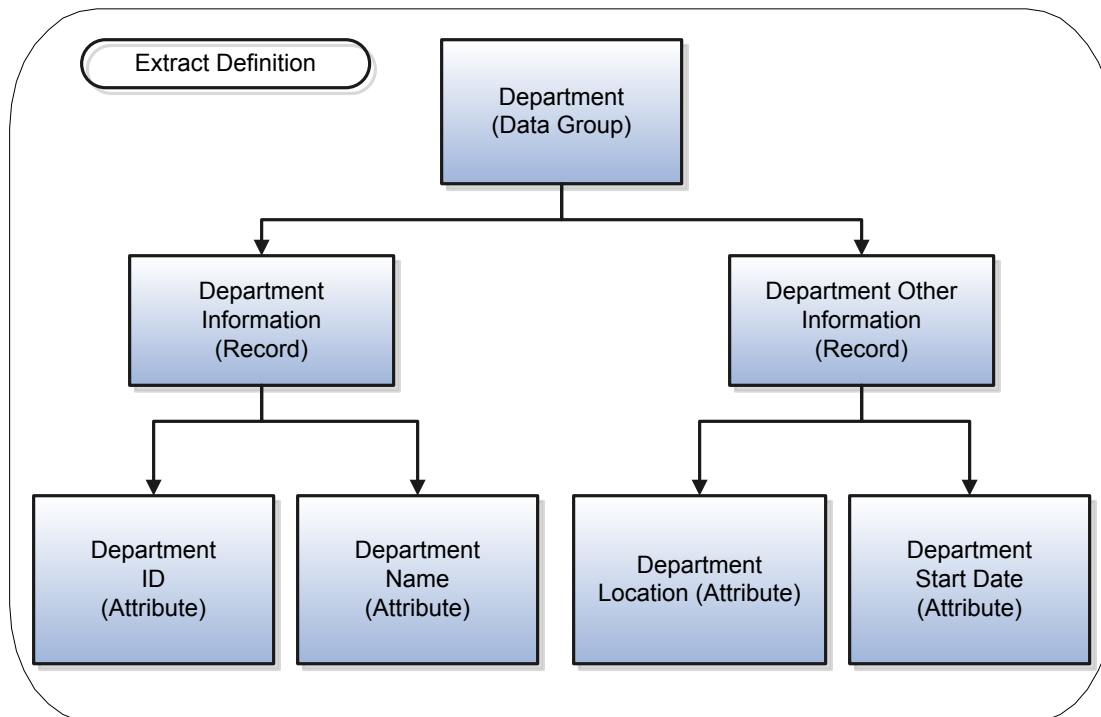 Extract Definition
Department
(Data Group)
Department
Information
(Record)
Department Other
Information
(Record)
Department
ID
(Attribute)
Department
Name
(Attribute)
Department
Location (Attribute)
Department
Start Date
(Attribute)